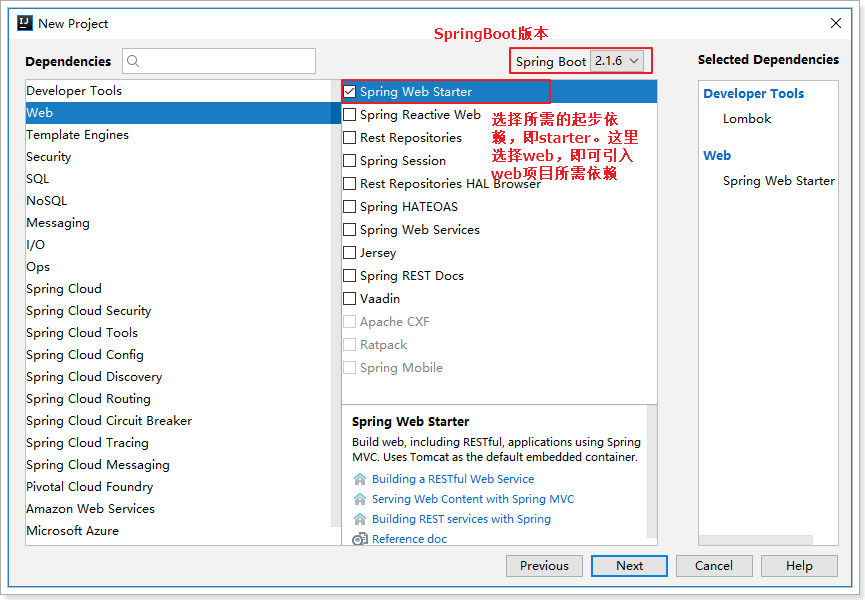 New Project
SpringBoot版本
Dependencies
Spring Boot 2.1.6
Selected Dependencies
Developer Tools
Web
Template Engines
Security
SQL
NoSQL
Messaging
I/O
Ops
Spring Cloud
Spring Cloud Security
Spring Cloud Tools
Spring Cloud Config
Spring Cloud Discovery
Spring Cloud Routing
Spring Cloud Circuit Breaker
Spring Cloud Tracing
Spring Cloud Messaging
Pivotal Cloud Foundry
Amazon Web Services
Microsoft Azure
Spring Web Starter
Spring Reactive Web
Rest Repositories
Spring Session
Rest Repositories HAL Browser
Spring HATEOAS
Spring Web Services
Jersey
Spring REST Docs
Vaadin
Apache CXF
Ratpack
Spring Mobile
选择所需的起步依
赖，即starter。这里
选择web，即可引入
web项目所需依赖
Spring Web Starter
Build web, including RESTful, applications using Spring
MVC. Uses Tomcat as the default embedded container.
Building a RESTful Web Service
Serving Web Content with Spring MVC
Building REST services with Spring
Reference doc
Developer Tools
Lombok
Web
Spring Web Starter
Previous
Next
Cancel
Help